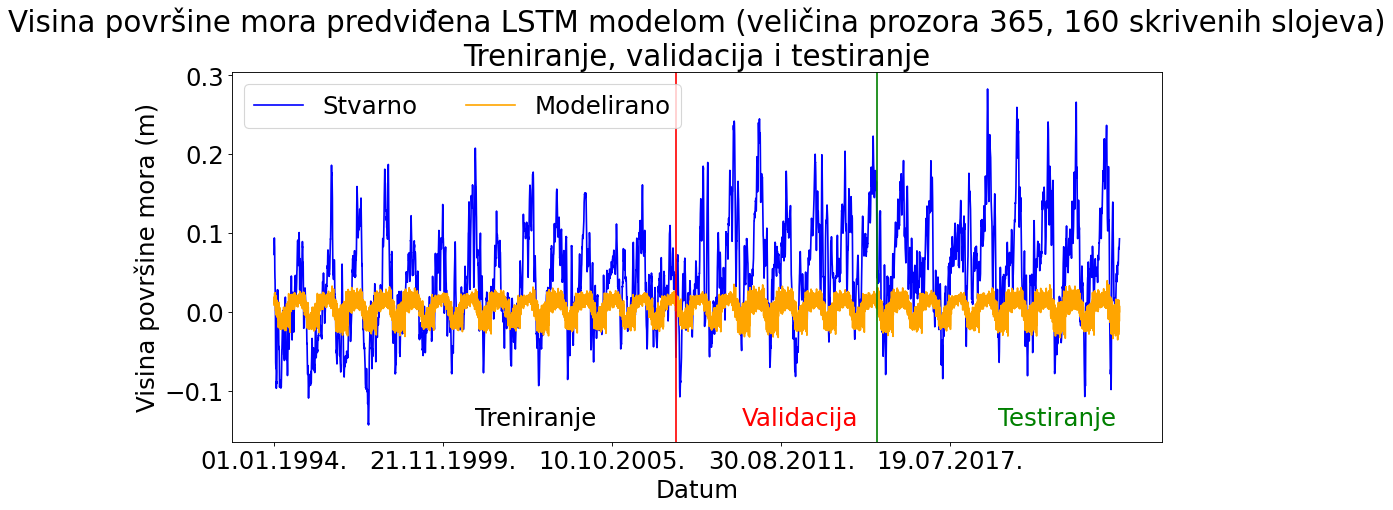 Visina površine mora predviđena LSTM modelom (veličina prozora 365, 160 skrivenih slojeva)
Treniranje, validacija i testiranje
Stvarno
Modelirano
Visina površine mora (m)
0.3
0.2
0.1
0.0
−0.1
Treniranje
Validacija
Testiranje
01.01.1994.
21.11.1999.
10.10.2005.
30.08.2011.
19.07.2017.
Datum